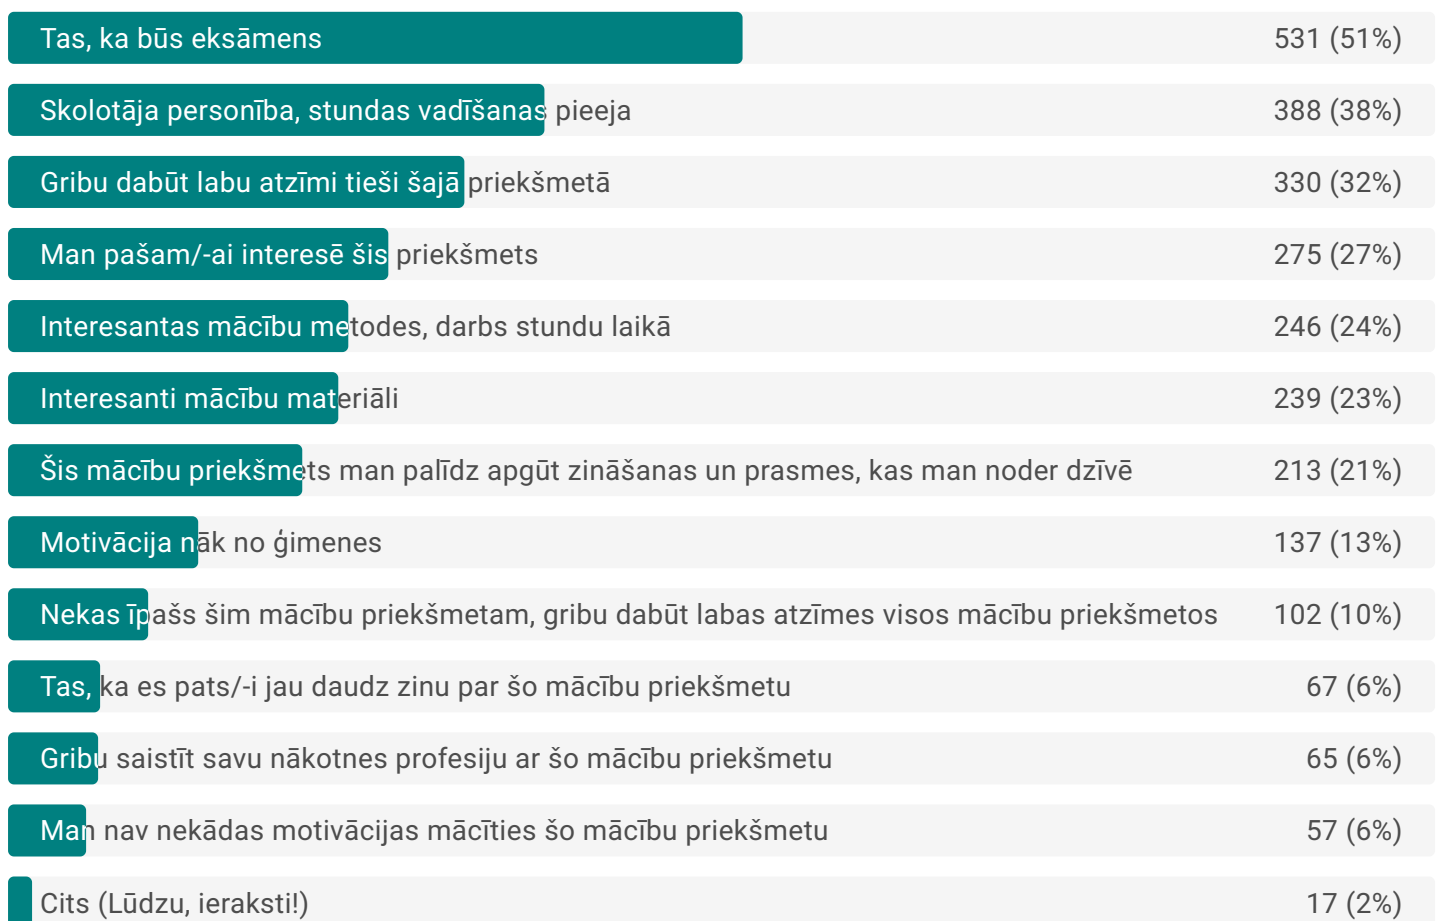 Tas, ka būs eksāmens 531 (51%)
Skolotāja personība, stundas vadīšanas pieeja 388 (38%)
Gribu dabūt labu atzīmi tieši šajā priekšmetā 330 (32%)
Man pašam/-ai interesē šis priekšmets 275 (27%)
Interesantas mācību metodes, darbs stundu laikā 246 (24%)
Interesanti mācību materiāli 239 (23%)
Šis mācību priekšmets man palīdz apgūt zināšanas un prasmes, kas man noder dzīvē 213 (21%)
Motivācija nāk no ģimenes 137 (13%)
Nekas īpašs šim mācību priekšmetam, gribu dabūt labas atzīmes visos mācību priekšmetos 102 (10%)
Tas, ka es pats/-i jau daudz zinu par šo mācību priekšmetu 67 (6%)
Gribu saistīt savu nākotnes profesiju ar šo mācību priekšmetu 65 (6%)
Man nav nekādas motivācijas mācīties šo mācību priekšmetu 57 (6%)
Cits (Lūdzu, ieraksti!) 17 (2%)